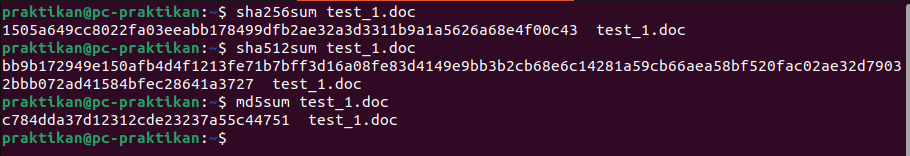 praktikan@pc-praktikan:~$ sha256sum test_1.doc
1505a649cc8022fa03eeabb178499dfb2ae32a3d3311b9a1a5626a68e4f00c43  test_1.doc
praktikan@pc-praktikan:~$ sha512sum test_1.doc
bb9b172949e150afb4d4f1213fe71b7bff3d16a08fe83d4149e9bb3b2cb68e6c14281a59cb66aea58bf520fac02ae32d7903
2bbb072ad41584bfec28641a3727  test_1.doc
praktikan@pc-praktikan:~$ md5sum test_1.doc
c784dda37d12312cde23237a55c44751  test_1.doc
praktikan@pc-praktikan:~$